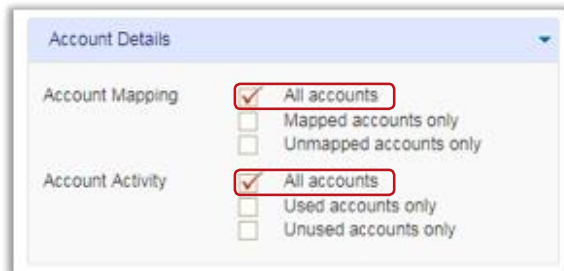 Account Details
Account Mapping All accounts
Mapped accounts only
Unmapped accounts only
Account Activity All accounts
Used accounts only
Unused accounts only